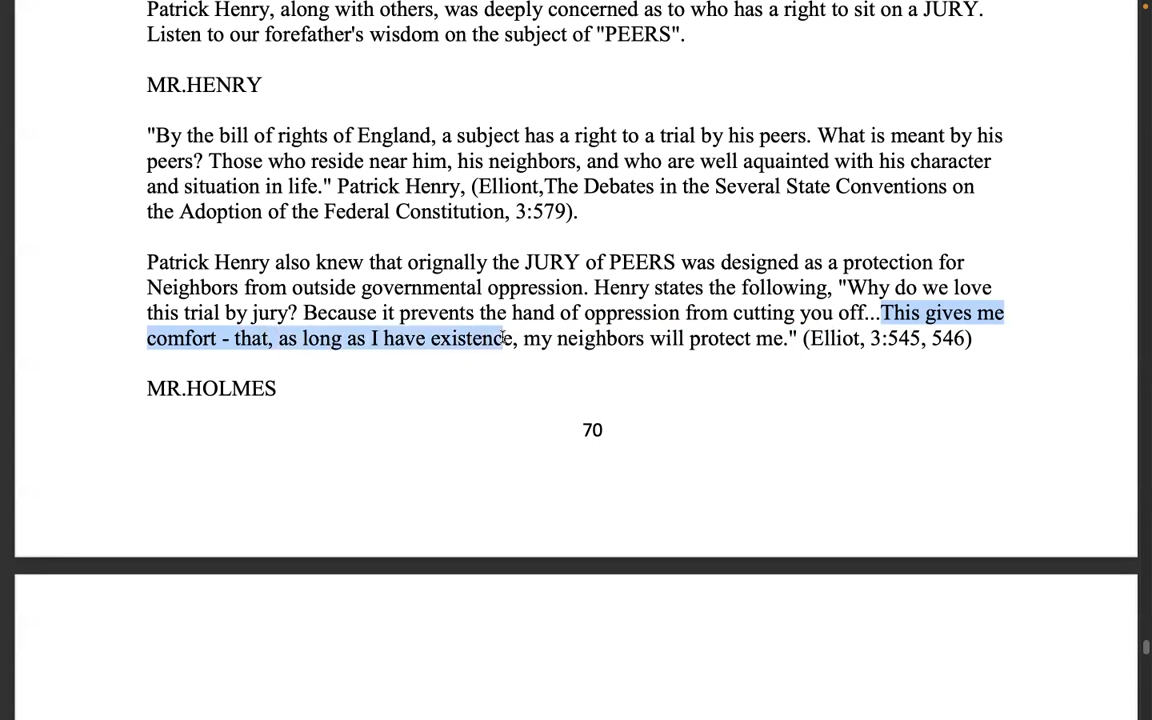 Patrick Henry, along with others, was deeply concerned as to who has a right to sit on a JURY.
Listen to our forefather's wisdom on the subject of "PEERS".
MR.HENRY
"By the bill of rights of England, a subject has a right to a trial by his peers. What is meant by his
peers? Those who reside near him, his neighbors, and who are well aquainted with his character
and situation in life." Patrick Henry, (Elliont,The Debates in the Several State Conventions on
the Adoption of the Federal Constitution, 3:579).
Patrick Henry also knew that orignally the JURY of PEERS was designed as a protection for
Neighbors from outside governmental oppression. Henry states the following, "Why do we love
this trial by jury? Because it prevents the hand of oppression from cutting you off...This gives me
comfort - that, as long as I have existence, my neighbors will protect me." (Elliot, 3:545, 546)
MR.HOLMES
70